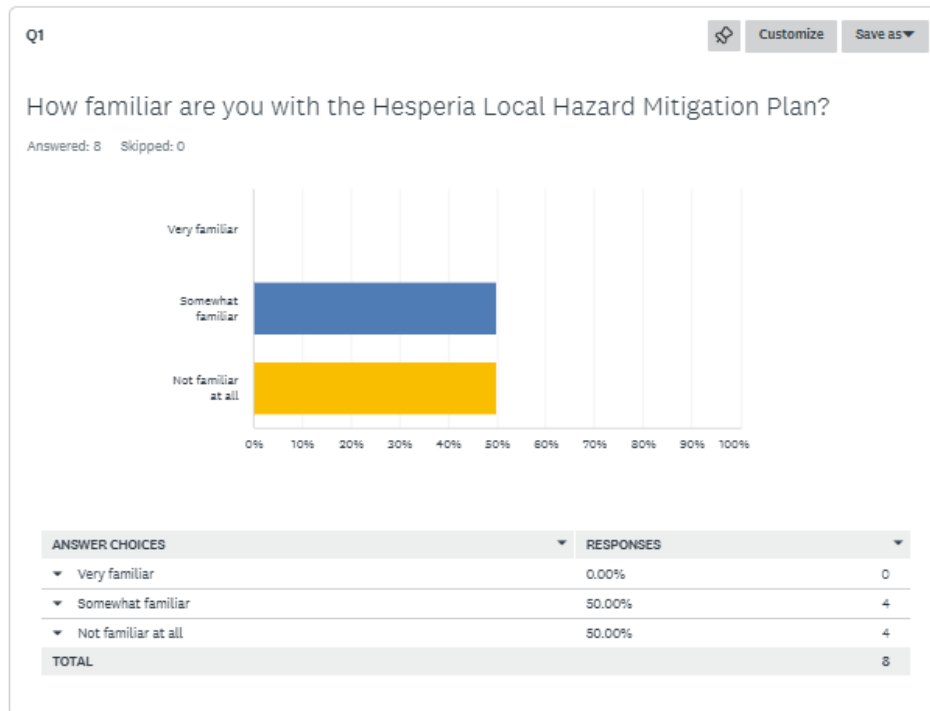 Q1
Customize
Save as
How familiar are you with the Hesperia Local Hazard Mitigation Plan?
Answered: 8 Skipped: 0
Very familiar
Somewhat
familiar
Not familiar
at all
0% 10% 20% 30% 40% 50% 60% 70% 80% 90% 100%
ANSWER CHOICES RESPONSES
Very familiar 0.00% 0
Somewhat familiar 50.00% 4
Not familiar at all 50.00% 4
TOTAL 8